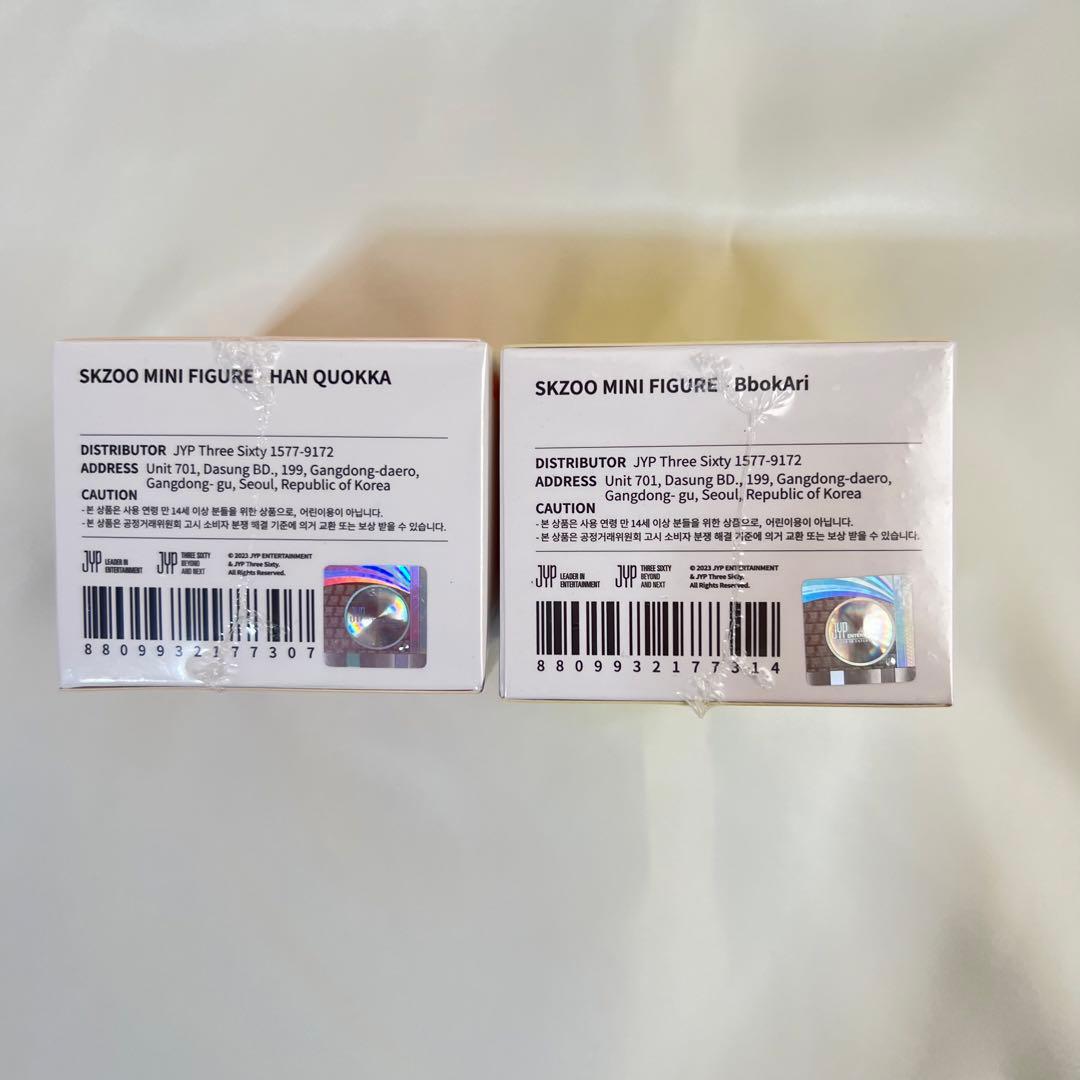 SKZOO MINI FIGURE HAN QUOKKA
DISTRIBUTOR JYP Three Sixty 1577-9172
ADDRESS Unit 701, Dasung BD., 199, Gangdong-daero,
Gangdong- gu, Seoul, Republic of Korea
CAUTION
- 본 상품은 사용 연령 만 14세 이상 분들을 위한 상품으로, 어린이용이 아닙니다.
- 본 상품은 공정거래위원회 고시 소비자 분쟁 해결 기준에 의거 교환 또는 보상 받을 수 있습니다.
JYP LEADER IN
ENTERTAINMENT
JYP THREE SIXTY
BEYOND
AND NEXT
© 2023 JYP ENTERTAINMENT
& JYP Three Sixty.
All Rights Reserved.
8809932177307
JYP
SKZOO MINI FIGURE BbokAri
DISTRIBUTOR JYP Three Sixty 1577-9172
ADDRESS Unit 701, Dasung BD., 199, Gangdong-daero,
Gangdong- gu, Seoul, Republic of Korea
CAUTION
- 본 상품은 사용 연령 만 14세 이상 분들을 위한 상품으로, 어린이용이 아닙니다.
- 본 상품은 공정거래위원회 고시 소비자 분쟁 해결 기준에 의거 교환 또는 보상 받을 수 있습니다.
JYP LEADER IN
ENTERTAINMENT
JYP THREE SIXTY
BEYOND
AND NEXT
© 2023 JYP ENTERTAINMENT
& JYP Three Sixty.
All Rights Reserved.
8809932177314
JYP